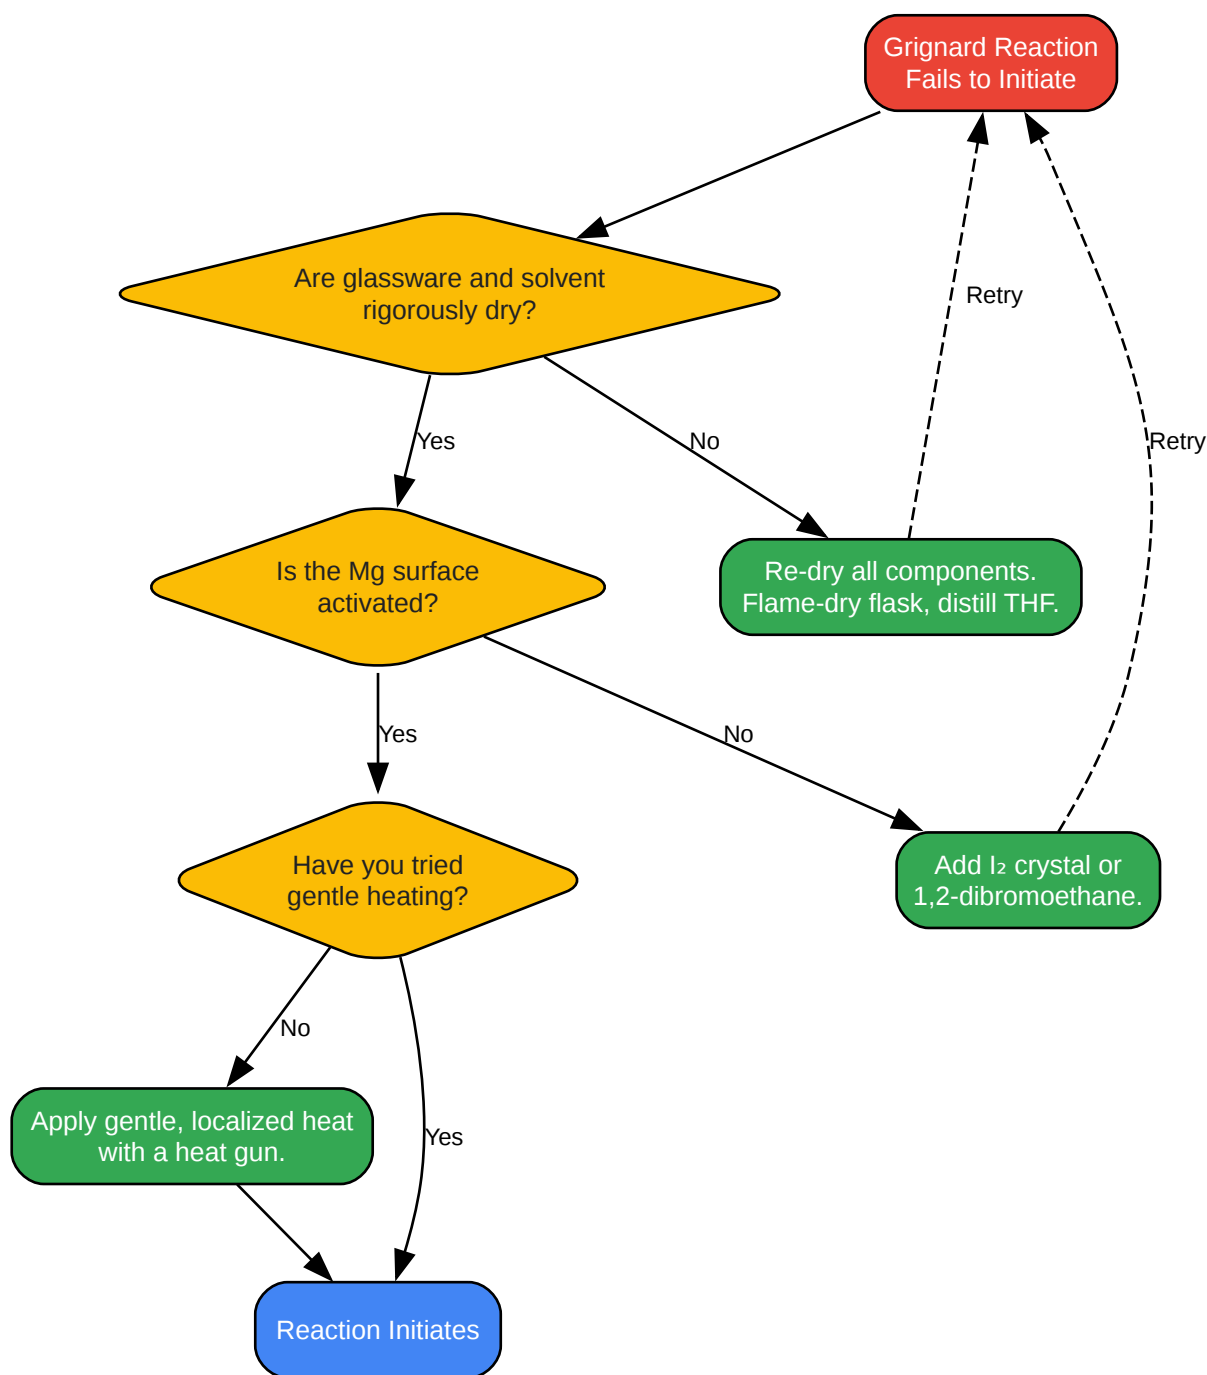 Grignard Reaction
Fails to Initiate
Are glassware and solvent
rigorously dry?
Retry
Yes
No
Retry
Is the Mg surface
activated?
Re-dry all components.
Flame-dry flask, distill THF.
Yes
No
Have you tried
gentle heating?
Add I₂ crystal or
1,2-dibromoethane.
No
Apply gentle, localized heat
with a heat gun.
Yes
Reaction Initiates